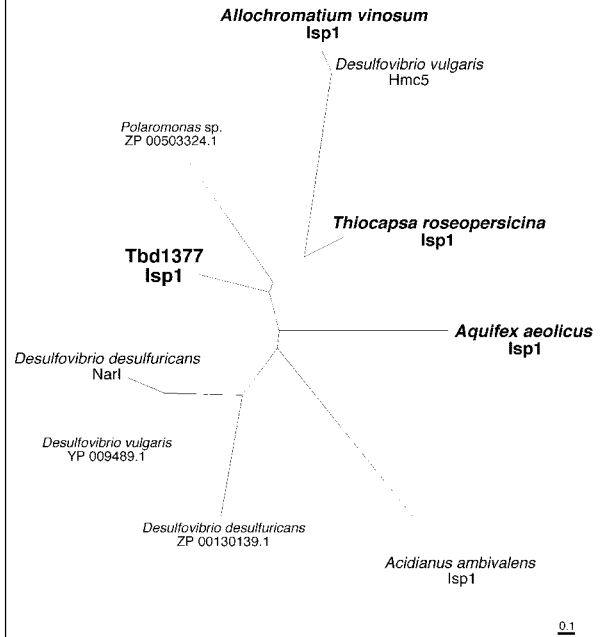 Allochromatium vinosum
Isp1
Desulfovibrio vulgaris
Hmc5
Polaromonas sp.
ZP 00503324.1
Thiocapsa roseopersicina
Isp1
Tbd1377
Isp1
Aquifex aeolicus
Isp1
Desulfovibrio desulfuricans
NarI
Desulfovibrio vulgaris
YP 009489.1
Desulfovibrio desulfuricans
ZP 00130139.1
Acidianus ambivalens
Isp1
0.1